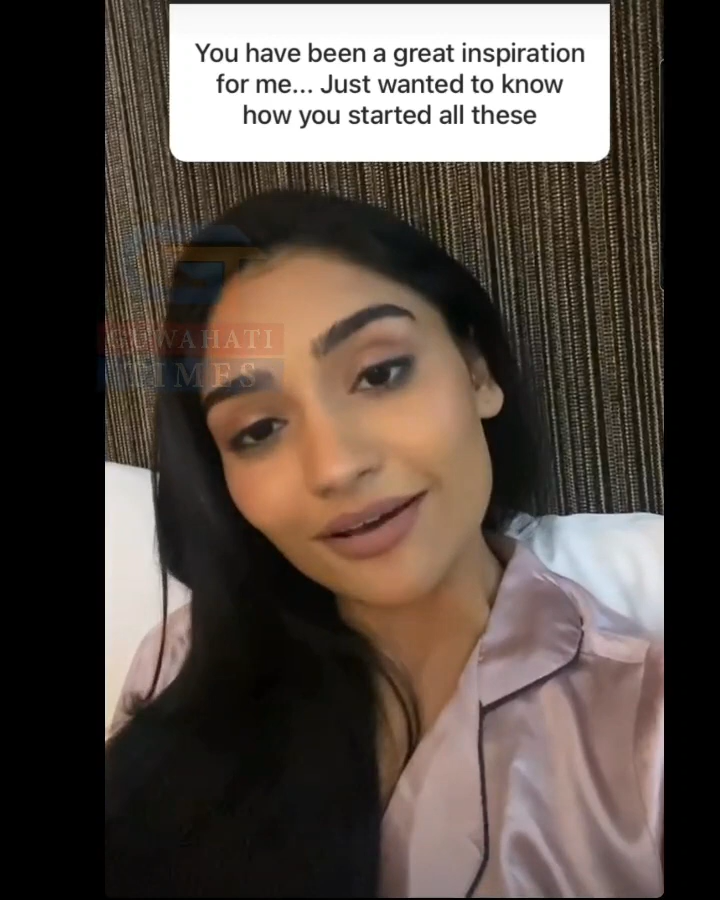 You have been a great inspiration
for me... Just wanted to know
how you started all these
GUWAHATI
TIMES